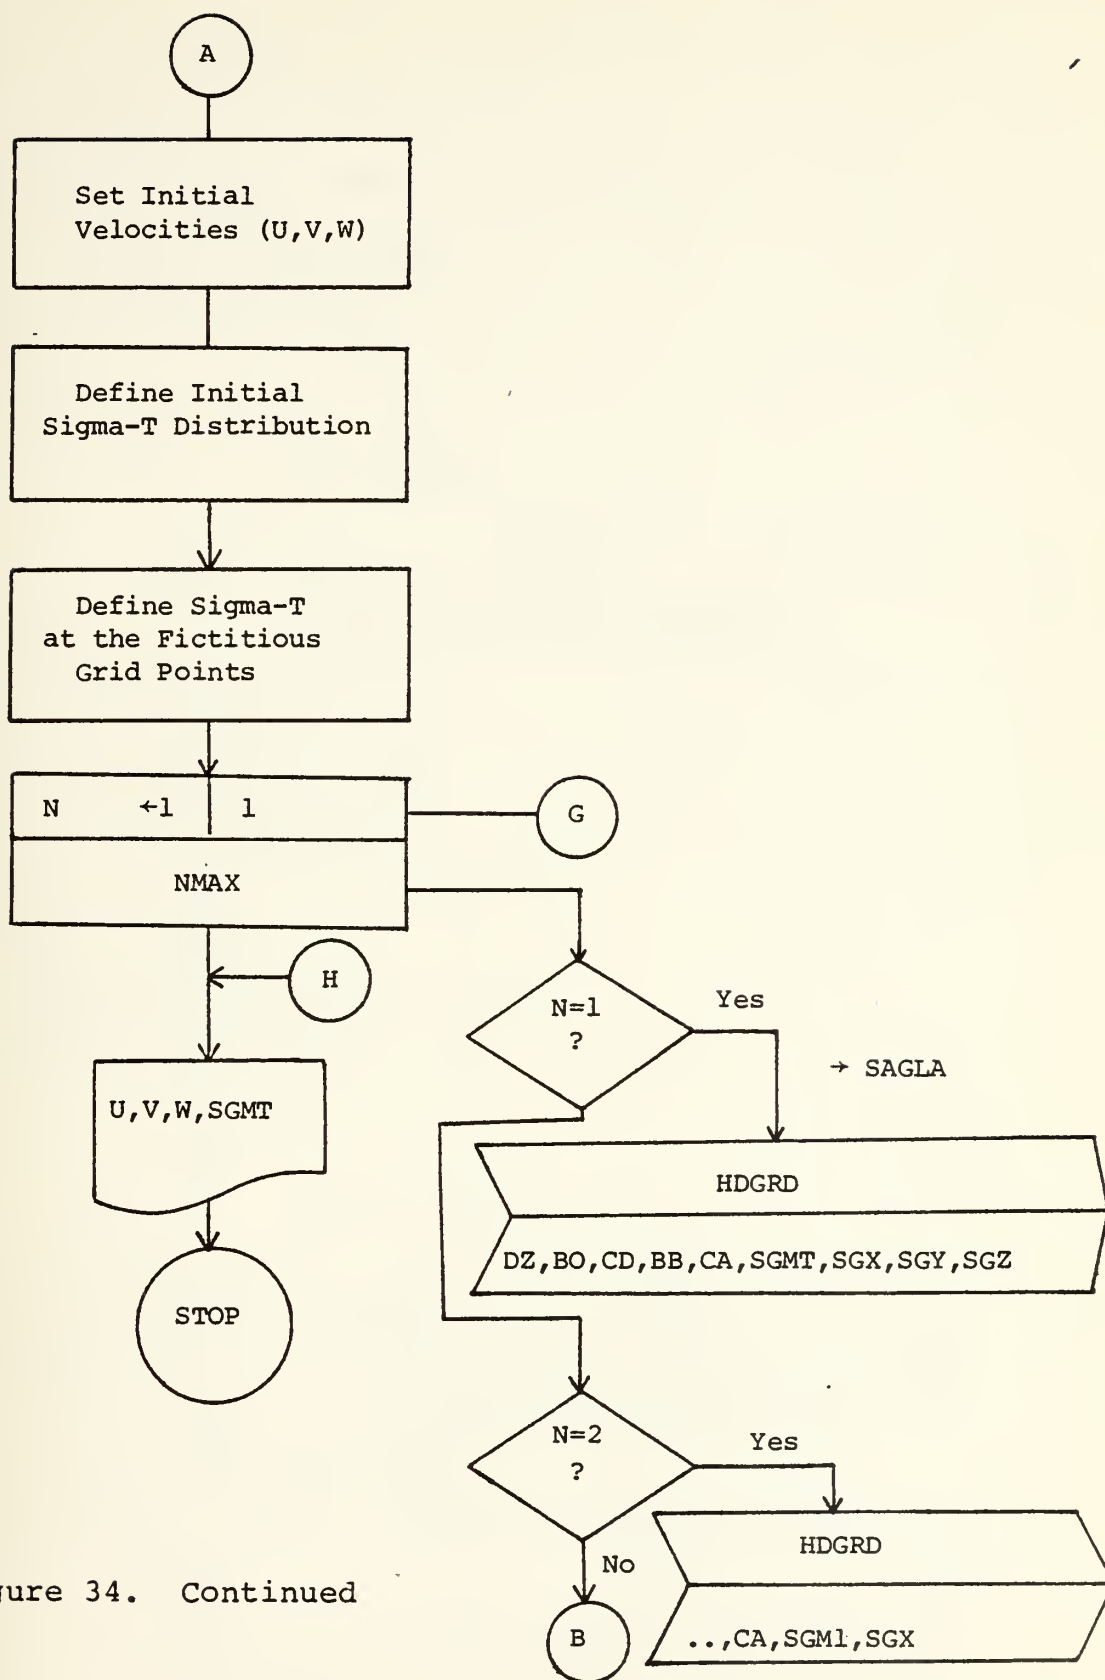 A
Set Initial
Velocities (U,V,W)
Define Initial
Sigma-T Distribution
Define Sigma-T
at the Fictitious
Grid Points
N ←1 1
G
NMAX
H
N=1
?
Yes
→ SAGLA
U,V,W,SGMT
HDGRD
DZ,BO,CD,BB,CA,SGMT,SGX,SGY,SGZ
STOP
N=2
?
Yes
HDGRD
No
..,CA,SGM1,SGX
B
gure 34. Continued